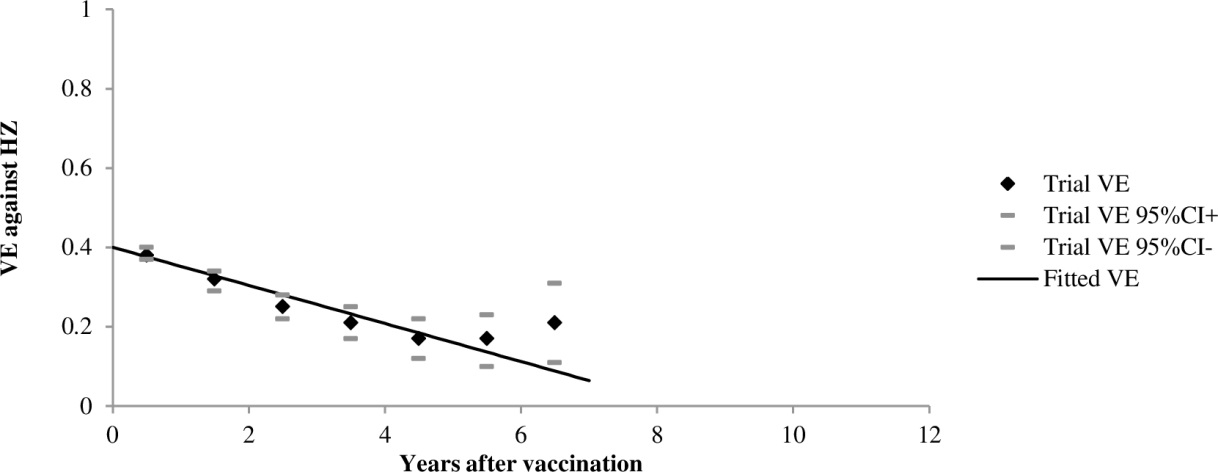 1
0.8
0.6
0.4
0.2
0
VE against HZ
0 2 4 6 8 10 12
Years after vaccination
Trial VE
Trial VE 95%CI+
Trial VE 95%CI-
Fitted VE